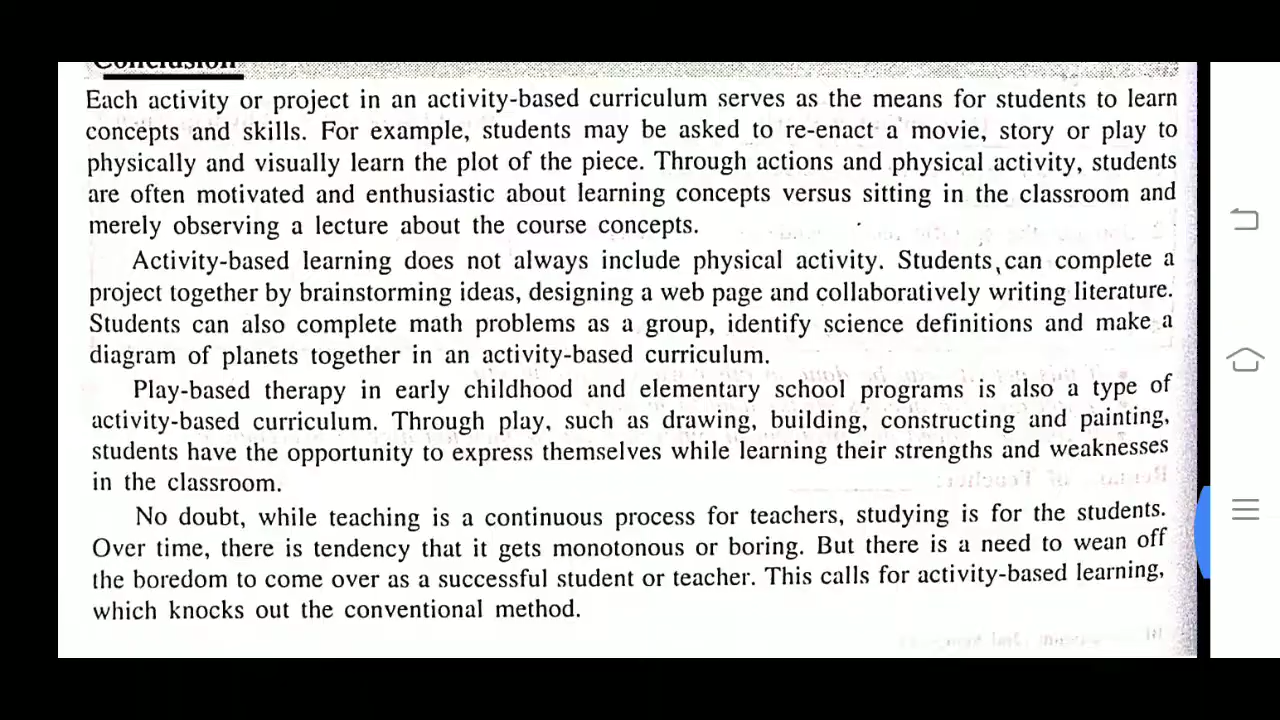 Conclusion
Each activity or project in an activity-based curriculum serves as the means for students to learn
concepts and skills. For example, students may be asked to re-enact a movie, story or play to
physically and visually learn the plot of the piece. Through actions and physical activity, students
are often motivated and enthusiastic about learning concepts versus sitting in the classroom and
merely observing a lecture about the course concepts.
Activity-based learning does not always include physical activity. Students can complete a
project together by brainstorming ideas, designing a web page and collaboratively writing literature.
Students can also complete math problems as a group, identify science definitions and make a
diagram of planets together in an activity-based curriculum.
Play-based therapy in early childhood and elementary school programs is also a type of
activity-based curriculum. Through play, such as drawing, building, constructing and painting,
students have the opportunity to express themselves while learning their strengths and weaknesses
in the classroom.
No doubt, while teaching is a continuous process for teachers, studying is for the students.
Over time, there is tendency that it gets monotonous or boring. But there is a need to wean off
the boredom to come over as a successful student or teacher. This calls for activity-based learning,
which knocks out the conventional method.